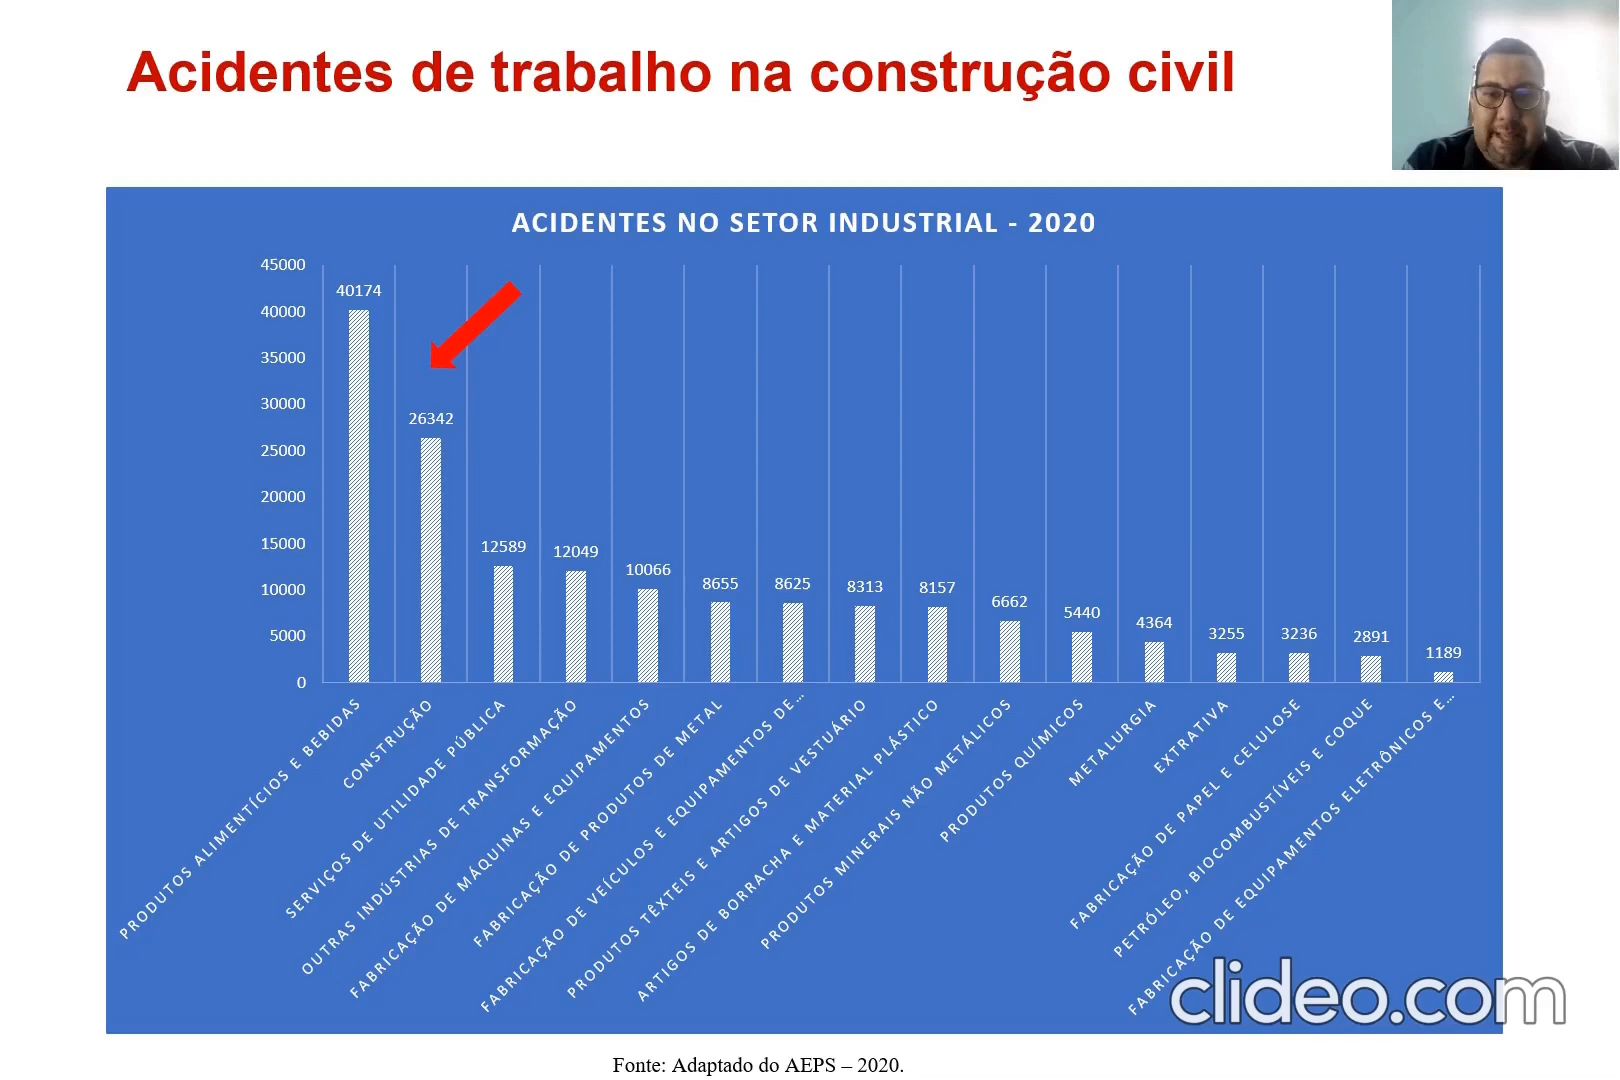 Acidentes de trabalho na construção civil
ACIDENTES NO SETOR INDUSTRIAL - 2020
45000
40000
35000
30000
25000
20000
15000
10000
5000
0
40174
26342
12589
12049
10066
8655
8625
8313
8157
6662
5440
4364
3255
3236
2891
1189
PRODUTOS ALIMENTÍCIOS E BEBIDAS
CONSTRUÇÃO
SERVIÇOS DE UTILIDADE PÚBLICA
OUTRAS INDÚSTRIAS DE TRANSFORMAÇÃO
FABRICAÇÃO DE MÁQUINAS E EQUIPAMENTOS
FABRICAÇÃO DE PRODUTOS DE METAL
FABRICAÇÃO DE VEÍCULOS E EQUIPAMENTOS DE…
PRODUTOS TÊXTEIS E ARTIGOS DE VESTUÁRIO
ARTIGOS DE BORRACHA E MATERIAL PLÁSTICO
PRODUTOS MINERAIS NÃO METÁLICOS
PRODUTOS QUÍMICOS
METALURGIA
EXTRATIVA
FABRICAÇÃO DE PAPEL E CELULOSE
PETRÓLEO, BIOCOMBUSTÍVEIS E COQUE
FABRICAÇÃO DE EQUIPAMENTOS ELETRÔNICOS E…
clideo.com
Fonte: Adaptado do AEPS – 2020.